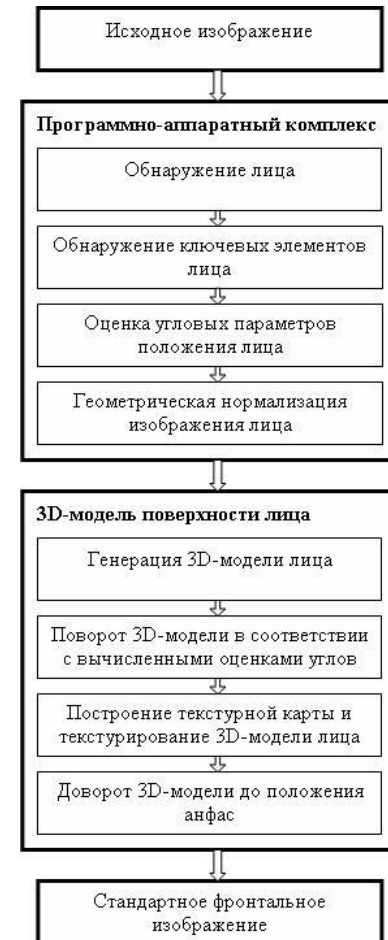 Исходное изображение
Программно-аппаратный комплекс
Обнаружение лица
Обнаружение ключевых элементов
лица
Оценка угловых параметров
положения лица
Геометрическая нормализация
изображения лица
3D-модель поверхности лица
Генерация 3D-модели лица
Поворот 3D-модели в соответствии
с вычисленными оценками углов
Построение текстурной карты и
текстурирование 3D-модели лица
Доворот 3D-модели до положения
анфас
Стандартное фронтальное
изображение